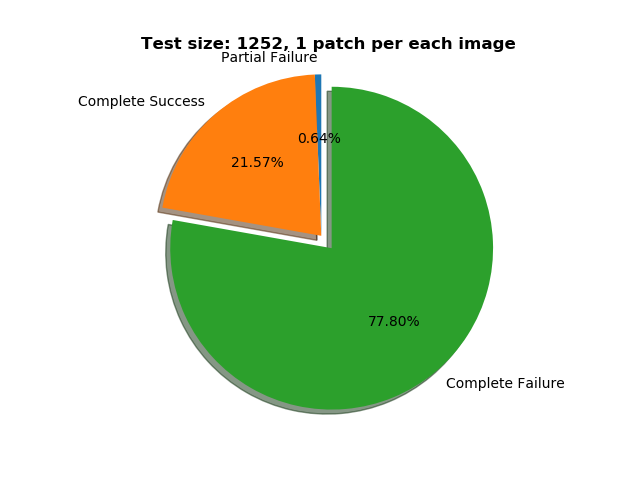 Test size: 1252, 1 patch per each image
Partial Failure
Complete Success
0.64%
21.57%
77.80%
Complete Failure